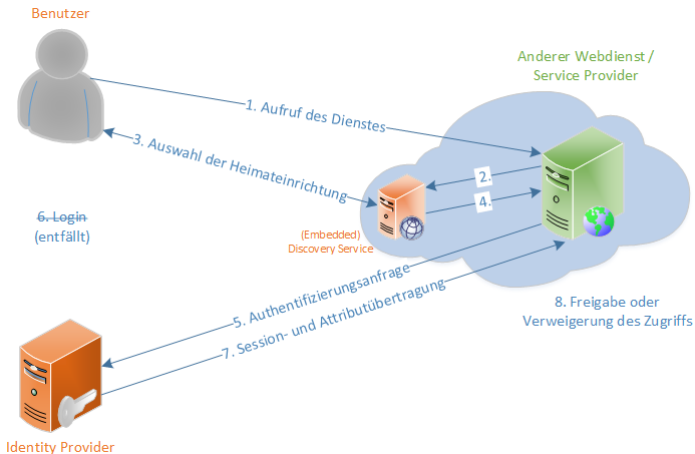 Benutzer
Anderer Webdienst /
Service Provider
1. Aufruf des Dienstes
3. Auswahl der Heimateinrichtung
2.
4.
6. Login
(entfällt)
(Embedded)
Discovery Service
5. Authentifizierungsanfrage
7. Session- und Attributübertragung
8. Freigabe oder
Verweigerung des Zugriffs
Identity Provider